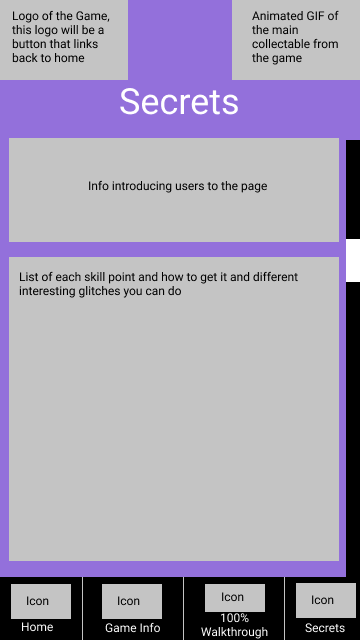 Logo of the Game,
this logo will be a
button that links
back to home
Animated GIF of
the main
collectable from
the game
Secrets
Info introducing users to the page
List of each skill point and how to get it and different
interesting glitches you can do
Icon
Home
Icon
Game Info
Icon
100%
Walkthrough
Icon
Secrets